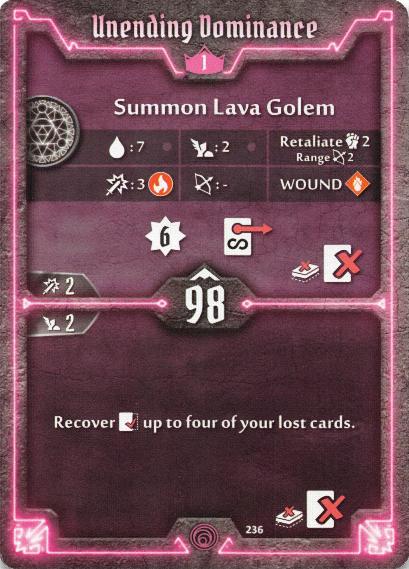 Unending Dominance
1
Summon Lava Golem
: 7
: 2
Retaliate 2
Range 2
: 3
: -
WOUND
6
2
98
2
Recover up to four of your lost cards.
236